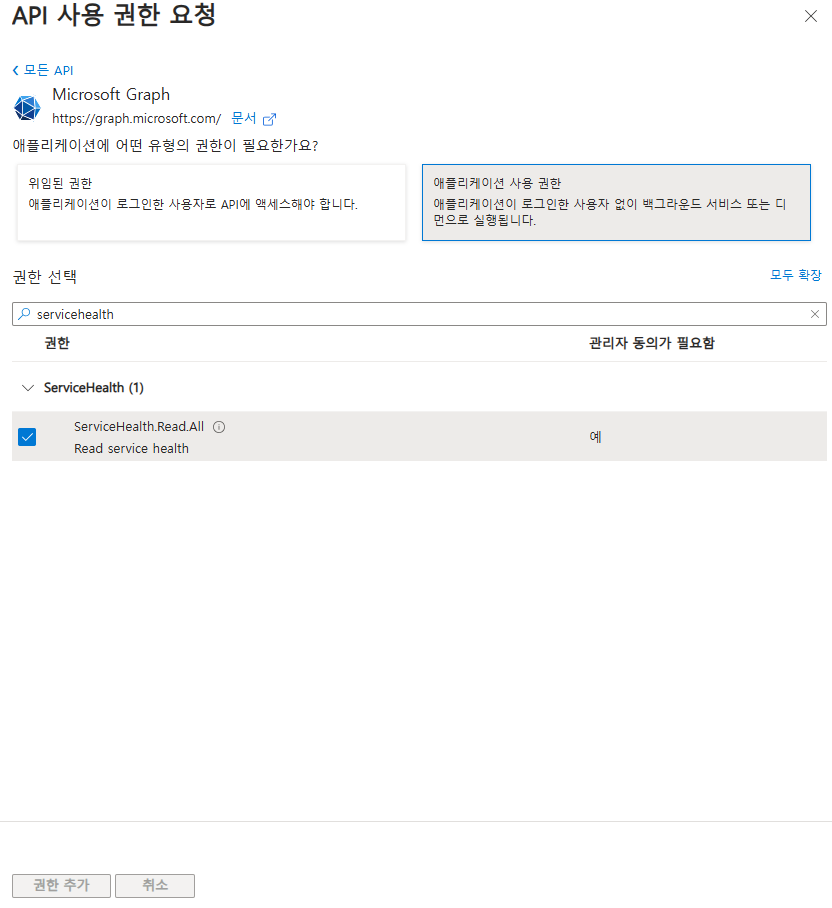 API 사용 권한 요청
모든 API
Microsoft Graph
https://graph.microsoft.com/ 문서
애플리케이션에 어떤 유형의 권한이 필요한가요?
위임된 권한
애플리케이션이 로그인한 사용자로 API에 액세스해야 합니다.
애플리케이션 사용 권한
애플리케이션이 로그인한 사용자 없이 백그라운드 서비스 또는 디
먼으로 실행됩니다.
권한 선택
모두 확장
servicehealth
권한
관리자 동의가 필요함
ServiceHealth (1)
ServiceHealth.Read.All
Read service health
예
권한 추가
취소